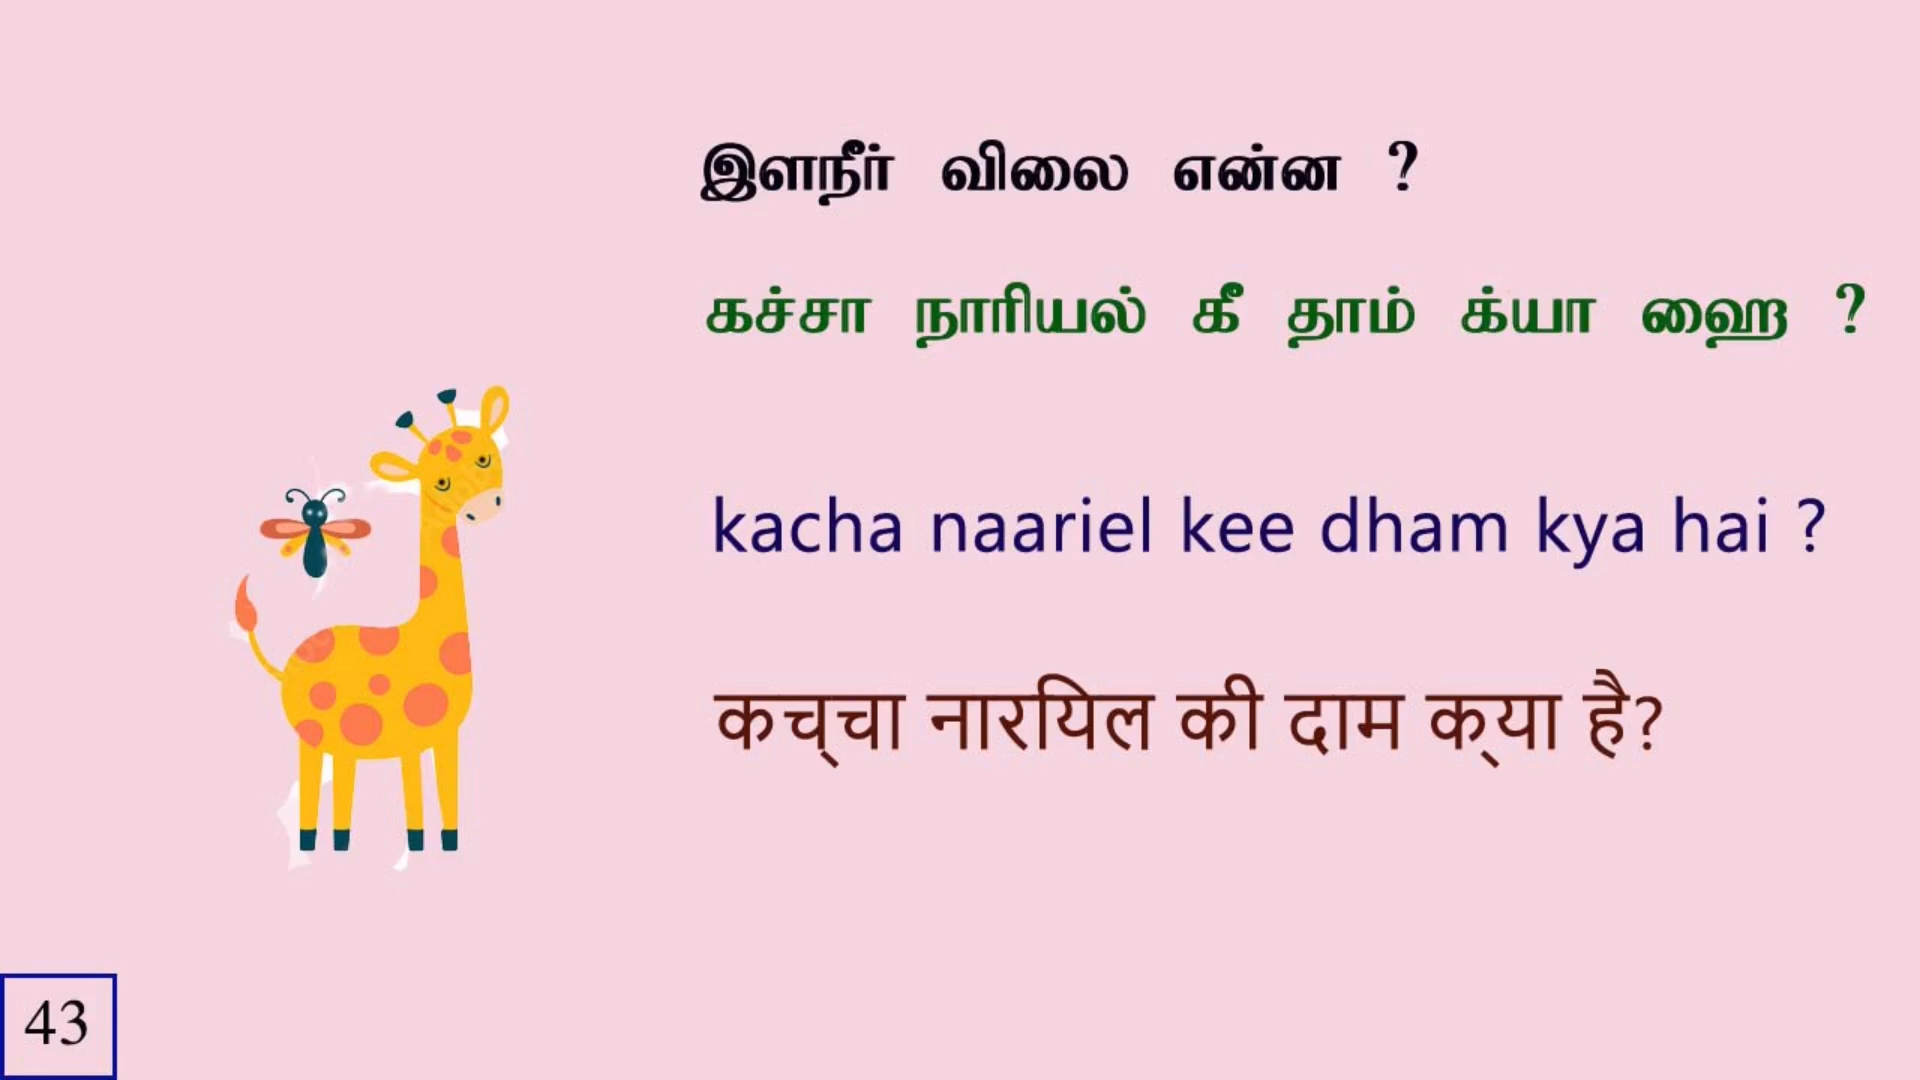 இளநீர் விலை என்ன ?
கச்சா நாரியல் கீ தாம் க்யா ஹை ?
kacha naariel kee dham kya hai ?
कच्‌चा नारयिल की दाम क्‌या है?
43